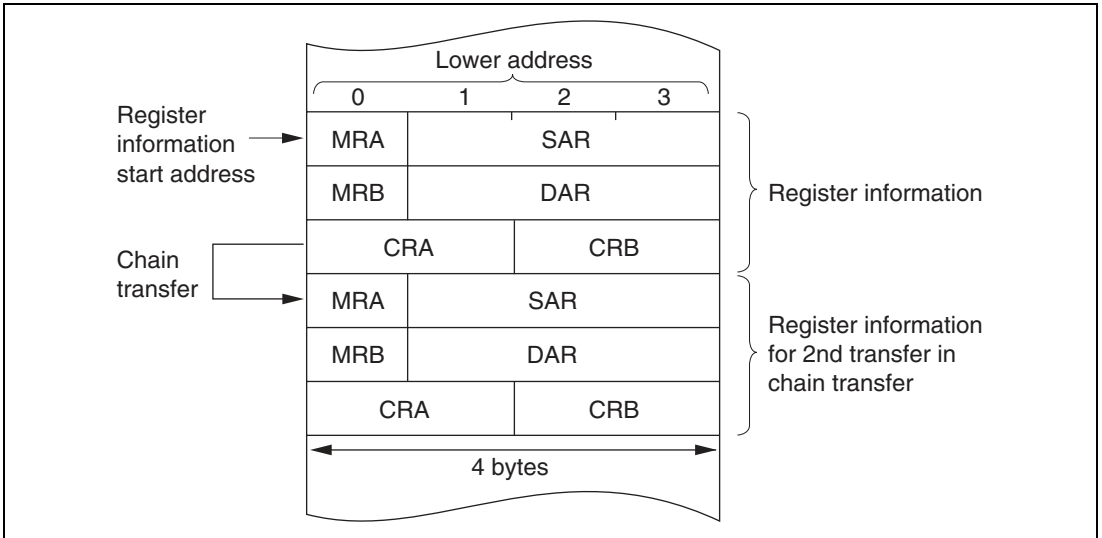 Lower address
0 1 2 3
Register
information
start address
MRA SAR
MRB DAR
CRA CRB
Register information
Chain
transfer
MRA SAR
MRB DAR
CRA CRB
Register information
for 2nd transfer in
chain transfer
4 bytes